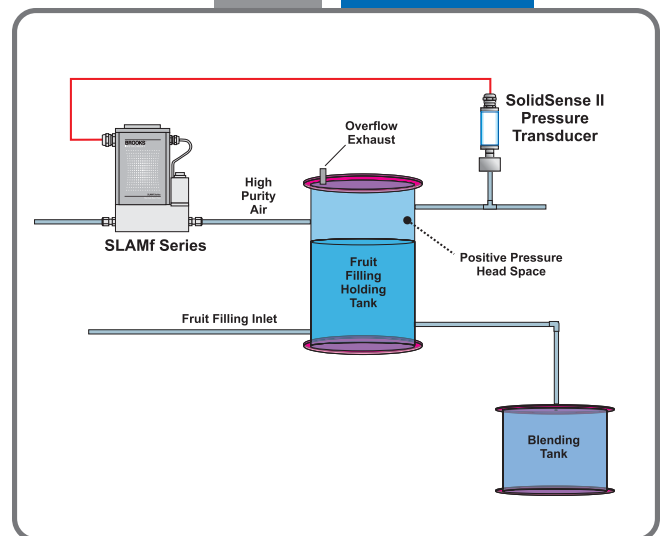 SolidSense II
Pressure
Transducer
Overflow
Exhaust
BROOKS
High
Purity
Air
SLAMf Series
Positive Pressure
Head Space
Fruit
Filling
Holding
Tank
Fruit Filling Inlet
Blending
Tank